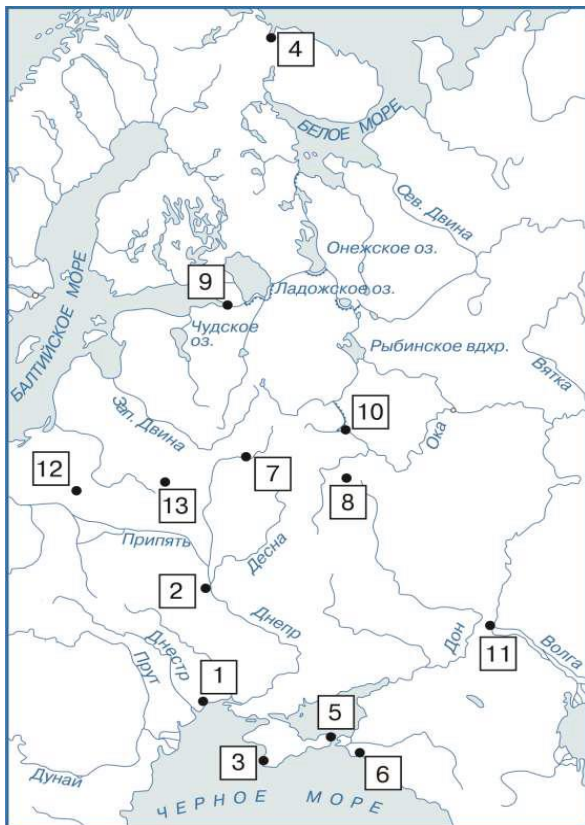 4
БЕЛОЕ МОРЕ
Сев. Двина
Онежское оз.
9
Ладожское оз.
Чудское
оз.
БАЛТИЙСКОЕ МОРЕ
Рыбинское вдхр.
Вятка
Зап. Двина
10
Ока
12
13
7
8
Припять
Десна
2
Днепр
Дон
11
Волга
Днестр
Прут
1
5
3
6
Дунай
ЧЕРНОЕ МОРЕ